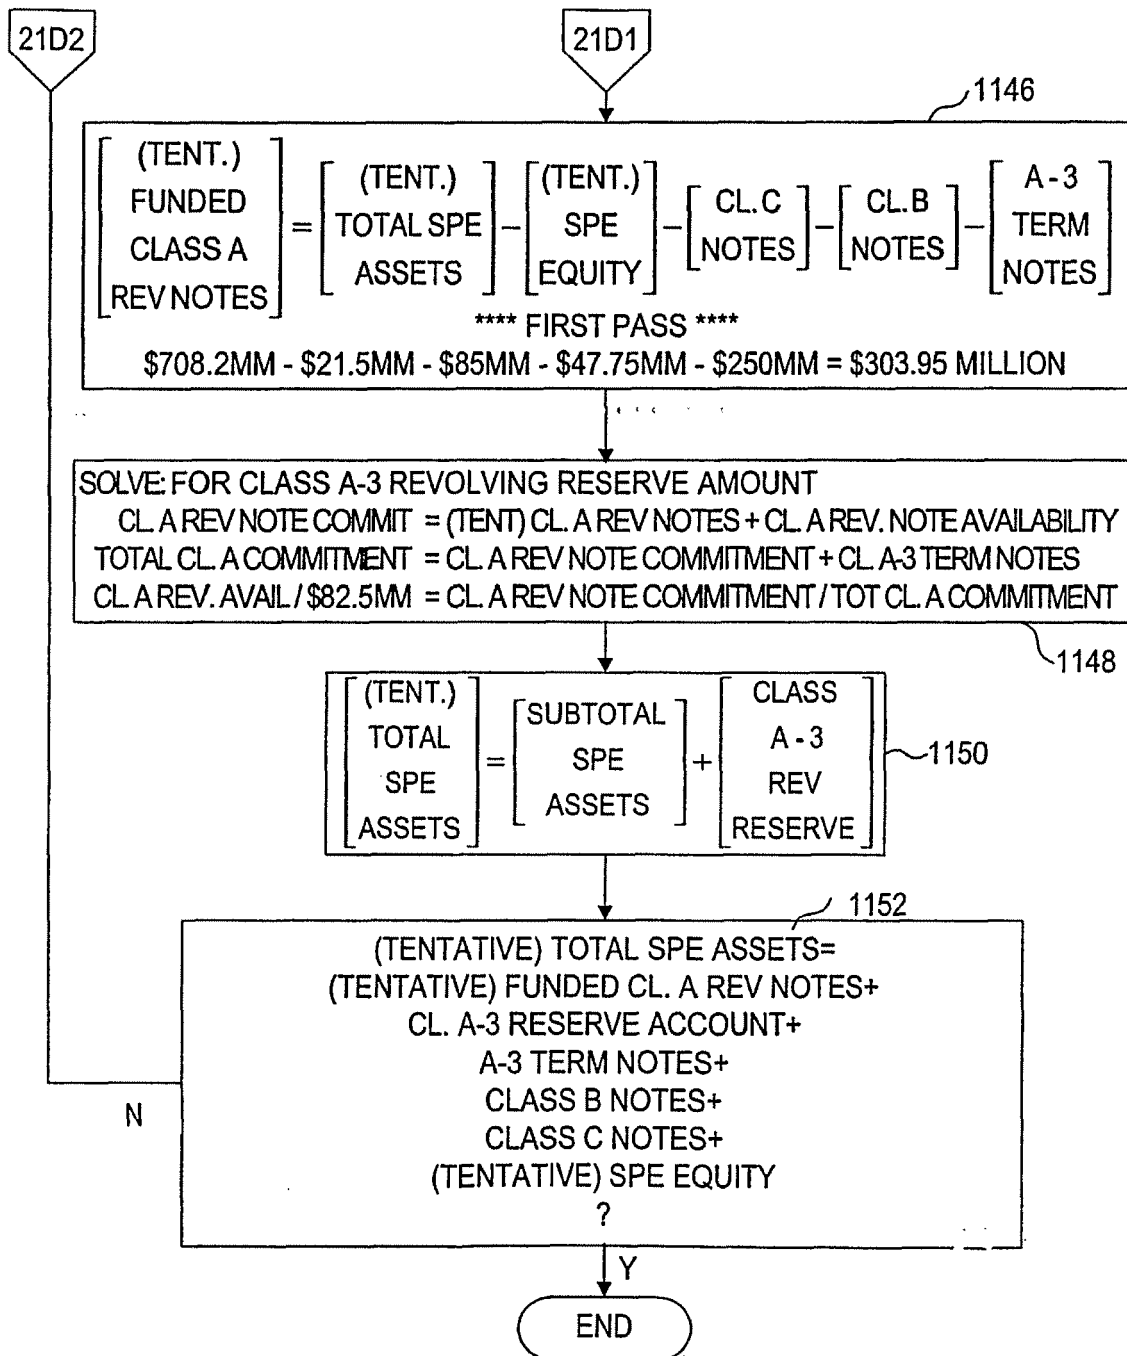 21D2
21D1
1146
(TENT.) FUNDED CLASS A REV NOTES = (TENT.) TOTAL SPE ASSETS - (TENT.) SPE EQUITY - CL. C NOTES - CL. B NOTES - A-3 TERM NOTES
**** FIRST PASS ****
$708.2MM - $21.5MM - $85MM - $47.75MM - $250MM = $303.95 MILLION
SOLVE: FOR CLASS A-3 REVOLVING RESERVE AMOUNT
CL. A REV NOTE COMMIT = (TENT) CL. A REV NOTES + CL. A REV. NOTE AVAILABILITY
TOTAL CL. A COMMITMENT = CL. A REV NOTE COMMITMENT + CL. A-3 TERM NOTES
CL. A REV. AVAIL / $82.5MM = CL. A REV NOTE COMMITMENT / TOT CL. A COMMITMENT
1148
(TENT.) TOTAL SPE ASSETS = SUBTOTAL SPE ASSETS + CLASS A-3 REV RESERVE
1150
1152
(TENTATIVE) TOTAL SPE ASSETS=
(TENTATIVE) FUNDED CL. A REV NOTES+
CL. A-3 RESERVE ACCOUNT+
A-3 TERM NOTES+
CLASS B NOTES+
CLASS C NOTES+
(TENTATIVE) SPE EQUITY
?
N
Y
END